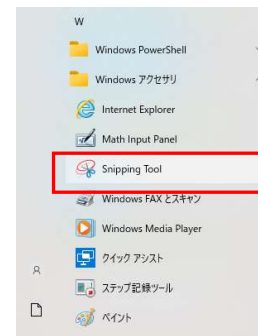 W
Windows PowerShell
Windows アクセサリ
Internet Explorer
Math Input Panel
Snipping Tool
Windows FAX とスキャン
Windows Media Player
クイック アシスト
ステップ記録ツール
ペイント